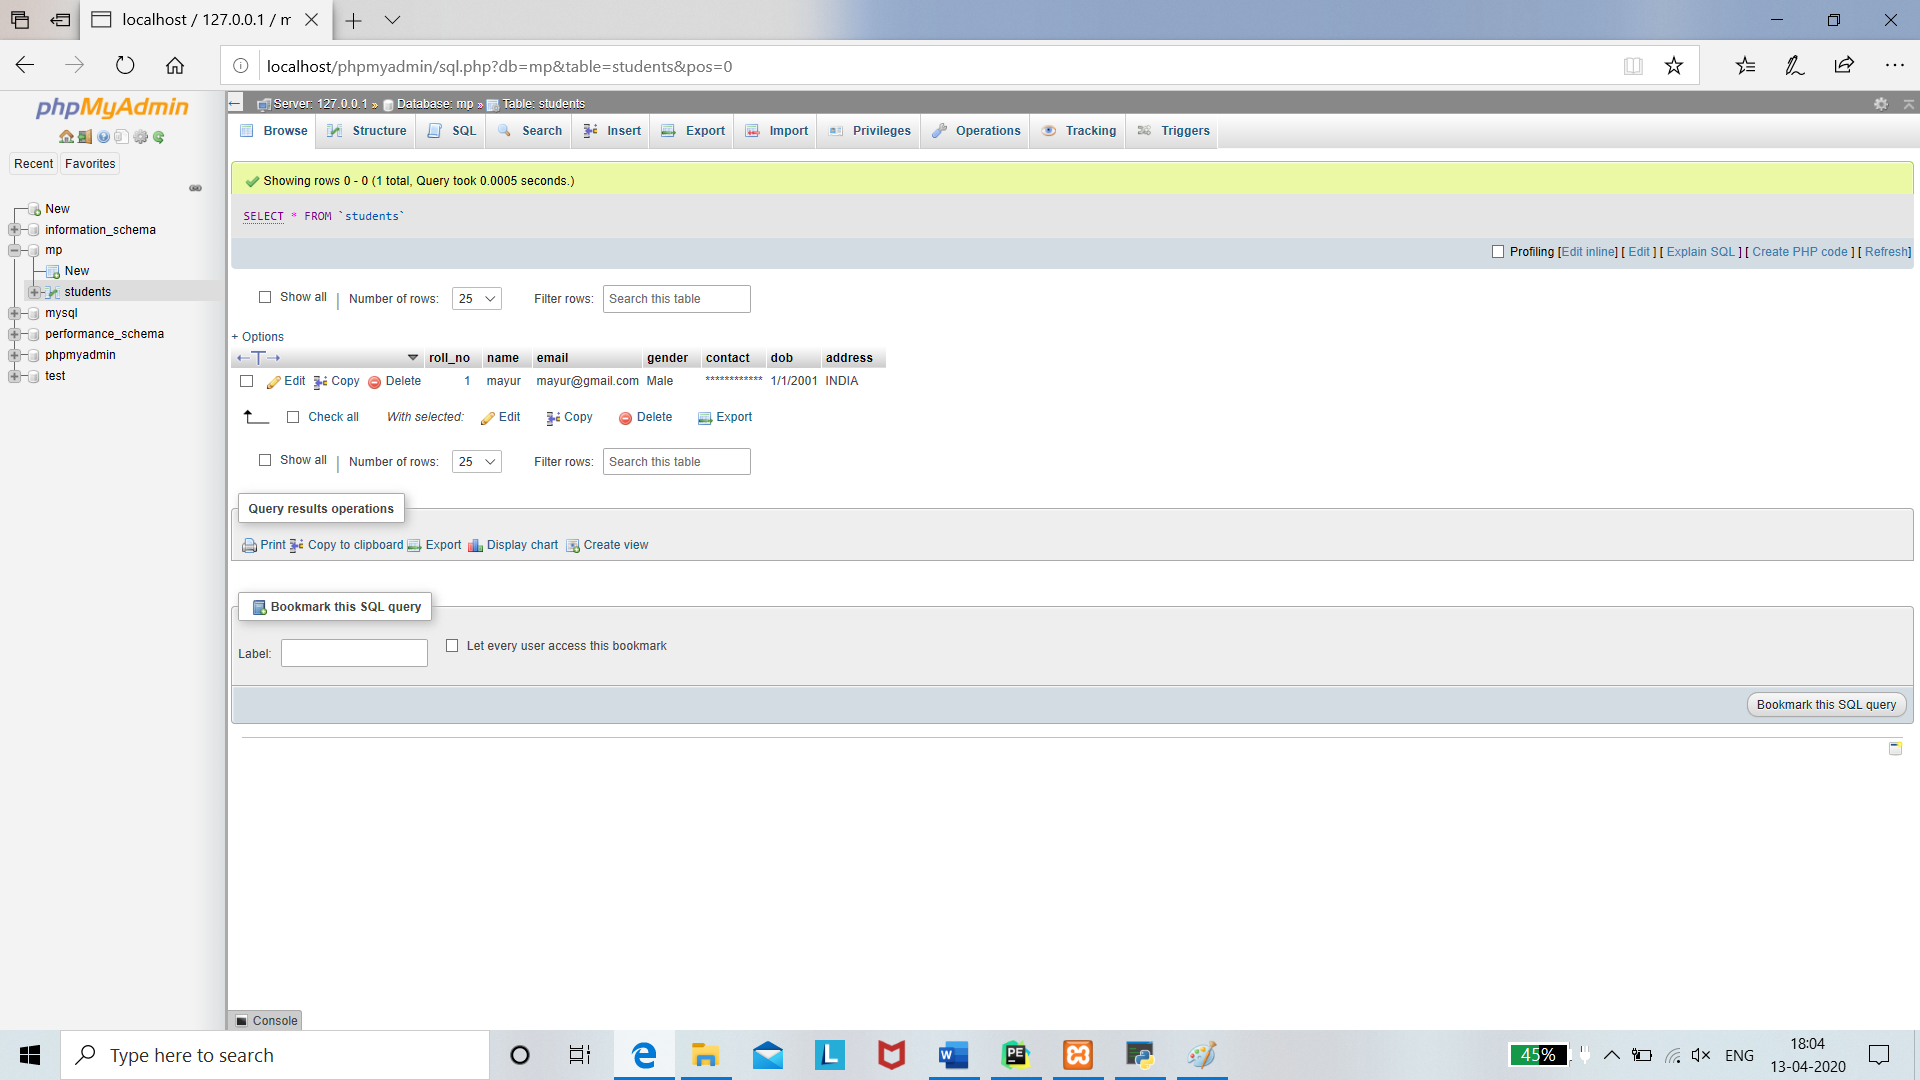 localhost / 127.0.0.1 / m
localhost/phpmyadmin/sql.php?db=mp&table=students&pos=0
phpMyAdmin
Recent Favorites
New
information_schema
mp
New
students
mysql
performance_schema
phpmyadmin
test
Server: 127.0.0.1 » Database: mp » Table: students
Browse Structure SQL Search Insert Export Import Privileges Operations Tracking Triggers
Showing rows 0 - 0 (1 total, Query took 0.0005 seconds.)
SELECT * FROM `students`
Profiling [Edit inline] [ Edit ] [ Explain SQL ] [ Create PHP code ] [ Refresh]
Show all | Number of rows: 25 Filter rows: Search this table
+ Options
←T→ roll_no name email gender contact dob address
Edit Copy Delete 1 mayur mayur@gmail.com Male ************ 1/1/2001 INDIA
Check all With selected: Edit Copy Delete Export
Show all | Number of rows: 25 Filter rows: Search this table
Query results operations
Print Copy to clipboard Export Display chart Create view
Bookmark this SQL query
Label: Let every user access this bookmark
Bookmark this SQL query
Console
Type here to search
L
W
PE
45%
ENG
18:04
13-04-2020